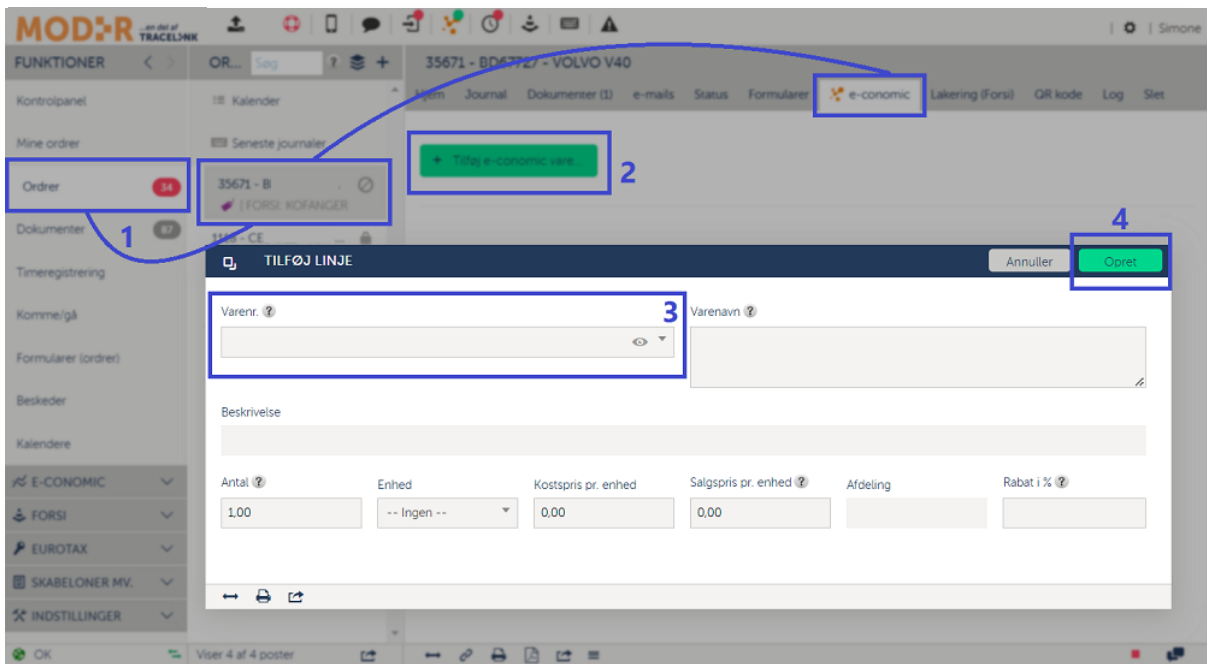 MOD:R ...en del af TRACELINK
Simone
FUNKTIONER
OR... Søg ? +
35671 - BD67727 - VOLVO V40
Kontrolpanel
Kalender
Hjem Journal Dokumenter (1) e-mails Status Formularer e-conomic Lakering (Forsi) QR kode Log Slet
Mine ordrer
Seneste journaler
+ Tilføj e-conomic vare...
2
Ordrer 34
35671 - B
| FORSI: KOFANGER
1
Dokumenter 87
1188 - CE
4
Timeregistrering
TILFØJ LINJE
Annuller Opret
Komme/gå
Varenr. ?
3
Varenavn ?
Formularer (ordrer)
Beskeder
Beskrivelse
Kalendere
E-CONOMIC
FORSI
EUROTAX
SKABELONER MV.
INDSTILLINGER
Antal ? Enhed Kostspris pr. enhed Salgspris pr. enhed ? Afdeling Rabat i % ?
1,00 -- Ingen -- 0,00 0,00
OK
Viser 4 af 4 poster